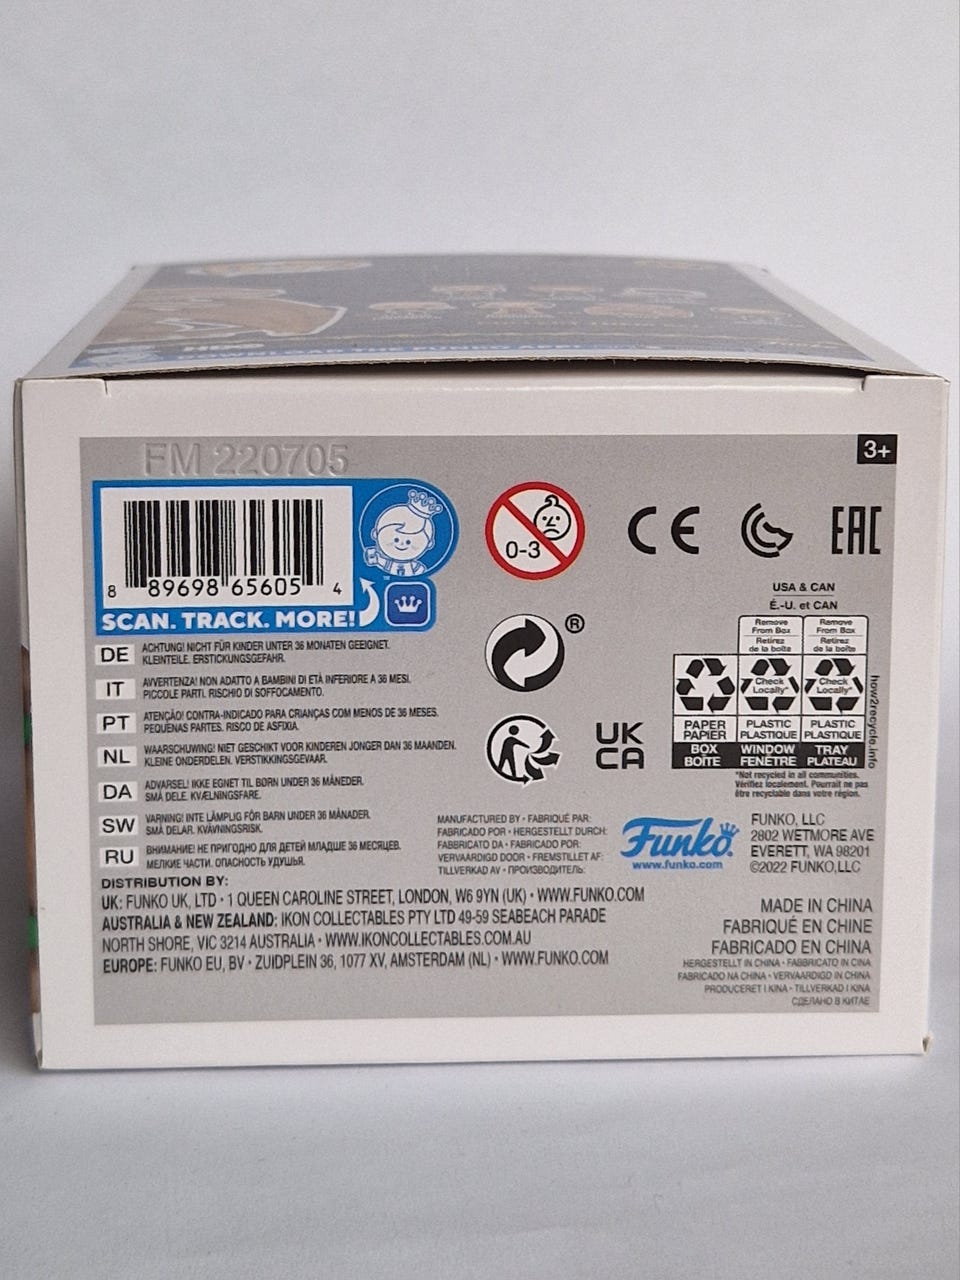 DOWNLOAD THE FUNKO APP!
FM 220705
3+
8 89698 65605 4
SCAN. TRACK. MORE!
™
0-3
CE
EAC
®
UK
CA
USA & CAN
É.-U. et CAN
Remove From Box
Retirez de la boîte
Remove From Box
Retirez de la boîte
Check Locally*
Check Locally*
PAPER PAPIER
PLASTIC PLASTIQUE
PLASTIC PLASTIQUE
BOX BOÎTE
WINDOW FENÊTRE
TRAY PLATEAU
how2recycle.info
*Not recycled in all communities.
Vérifiez localement. Pourrait ne pas
être recyclable dans votre région.
DE ACHTUNG! NICHT FÜR KINDER UNTER 36 MONATEN GEEIGNET.
KLEINTEILE. ERSTICKUNGSGEFAHR.
IT AVVERTENZA! NON ADATTO A BAMBINI DI ETÀ INFERIORE A 36 MESI.
PICCOLE PARTI. RISCHIO DI SOFFOCAMENTO.
PT ATENÇÃO! CONTRA-INDICADO PARA CRIANÇAS COM MENOS DE 36 MESES.
PEQUENAS PARTES. RISCO DE ASFIXIA.
NL WAARSCHUWING! NIET GESCHIKT VOOR KINDEREN JONGER DAN 36 MAANDEN.
KLEINE ONDERDELEN. VERSTIKKINGSGEVAAR.
DA ADVARSEL! IKKE EGNET TIL BØRN UNDER 36 MÅNEDER.
SMÅ DELE. KVÆLNINGSFARE.
SW VARNING! INTE LÄMPLIG FÖR BARN UNDER 36 MÅNADER.
SMÅ DELAR. KVÄVNINGSRISK.
RU ВНИМАНИЕ! НЕ ПРИГОДНО ДЛЯ ДЕТЕЙ МЛАДШЕ 36 МЕСЯЦЕВ.
МЕЛКИЕ ЧАСТИ. ОПАСНОСТЬ УДУШЬЯ.
MANUFACTURED BY • FABRIQUÉ PAR:
FABRICADO POR • HERGESTELLT DURCH:
FABBRICATO DA • FABRICADO POR:
VERVAARDIGD DOOR • FREMSTILLET AF:
TILLVERKAD AV • ПРОИЗВОДИТЕЛЬ:
Funko
www.funko.com
FUNKO, LLC
2802 WETMORE AVE
EVERETT, WA 98201
©2022 FUNKO,LLC
DISTRIBUTION BY:
UK: FUNKO UK, LTD • 1 QUEEN CAROLINE STREET, LONDON, W6 9YN (UK) • WWW.FUNKO.COM
AUSTRALIA & NEW ZEALAND: IKON COLLECTABLES PTY LTD 49-59 SEABEACH PARADE
NORTH SHORE, VIC 3214 AUSTRALIA • WWW.IKONCOLLECTABLES.COM.AU
EUROPE: FUNKO EU, BV • ZUIDPLEIN 36, 1077 XV, AMSTERDAM (NL) • WWW.FUNKO.COM
MADE IN CHINA
FABRIQUÉ EN CHINE
FABRICADO EN CHINA
HERGESTELLT IN CHINA • FABBRICATO IN CINA
FABRICADO NA CHINA • VERVAARDIGD IN CHINA
PRODUCERET I KINA • TILLVERKAD I KINA
СДЕЛАНО В КИТАЕ